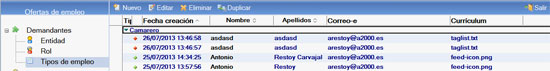 Ofertas de empleo
Nuevo Editar Eliminar Duplicar
Demandantes
Entidad
Rol
Tipos de empleo
Tip Fecha creación Nombre Apellidos Correo-e Curriculum Salir
Camarero
26/07/2013 13:46:58 asdasd asdasd arestoy@a2000.es taglist.txt
26/07/2013 13:46:57 asdasd asdasd arestoy@a2000.es taglist.txt
25/07/2013 14:34:25 Antonio Restoy Carvajal arestoy@a2000.es feed-icon.png
25/07/2013 13:57:56 Antonio Restoy arestoy@a2000.es feed-icon.png